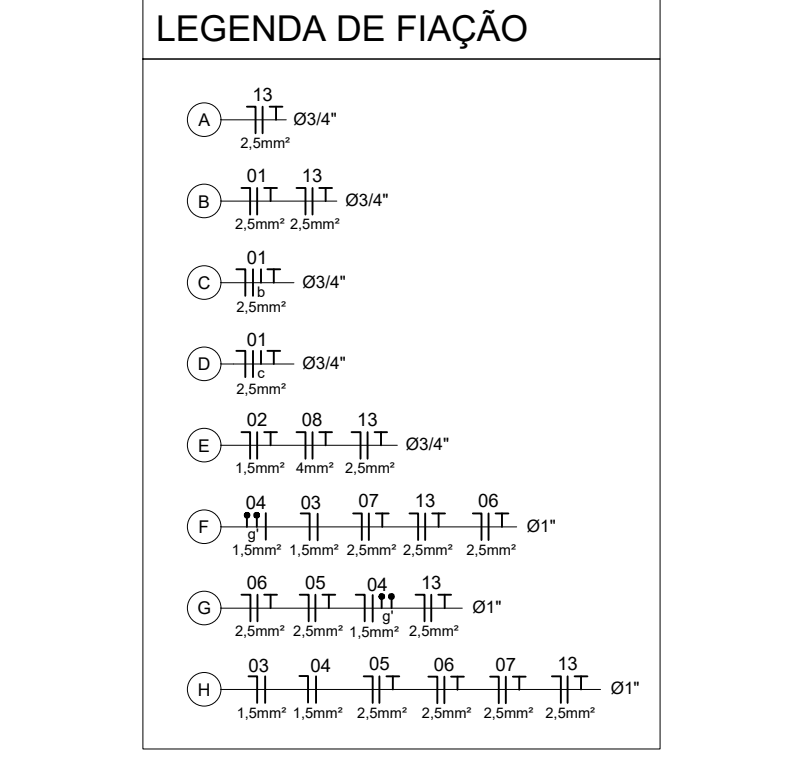 LEGENDA DE FIAÇÃO
13
A Ø3/4"
2,5mm²
01 13
B Ø3/4"
2,5mm² 2,5mm²
01
C Ø3/4"
b
2,5mm²
01
D Ø3/4"
c
2,5mm²
02 08 13
E Ø3/4"
1,5mm² 4mm² 2,5mm²
04 03 07 13 06
F Ø1"
g'
1,5mm² 1,5mm² 2,5mm² 2,5mm² 2,5mm²
06 05 04 13
G Ø1"
g'
2,5mm² 2,5mm² 1,5mm² 2,5mm²
03 04 05 06 07 13
H Ø1"
1,5mm² 1,5mm² 2,5mm² 2,5mm² 2,5mm² 2,5mm²